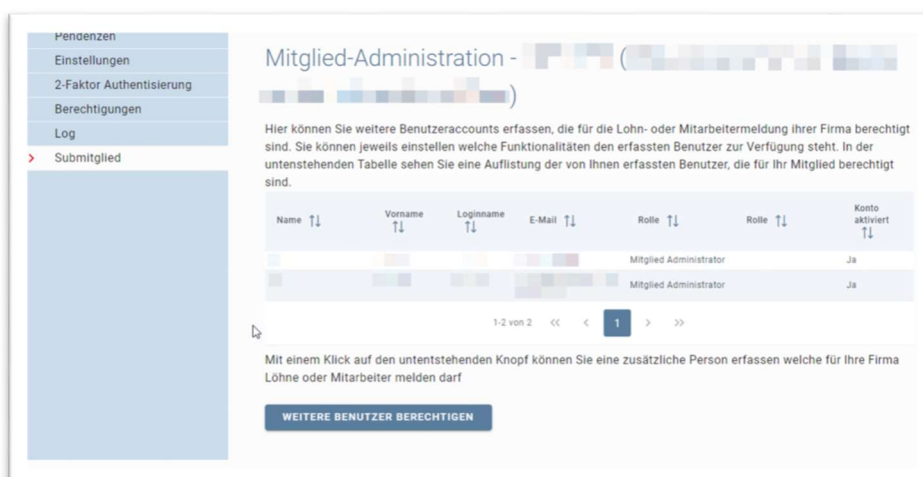 Pendenzen
Einstellungen
2-Faktor Authentisierung
Berechtigungen
Log
Submitglied
Mitglied-Administration - (
)
Hier können Sie weitere Benutzeraccounts erfassen, die für die Lohn- oder Mitarbeitermeldung ihrer Firma berechtigt
sind. Sie können jeweils einstellen welche Funktionalitäten den erfassten Benutzer zur Verfügung steht. In der
untenstehenden Tabelle sehen Sie eine Auflistung der von Ihnen erfassten Benutzer, die für Ihr Mitglied berechtigt
sind.
Name Vorname Loginname E-Mail Rolle Rolle Konto aktiviert
Mitglied Administrator Ja
Mitglied Administrator Ja
1-2 von 2 << < 1 > >>
Mit einem Klick auf den untentstehenden Knopf können Sie eine zusätzliche Person erfassen welche für Ihre Firma
Löhne oder Mitarbeiter melden darf
WEITERE BENUTZER BERECHTIGEN